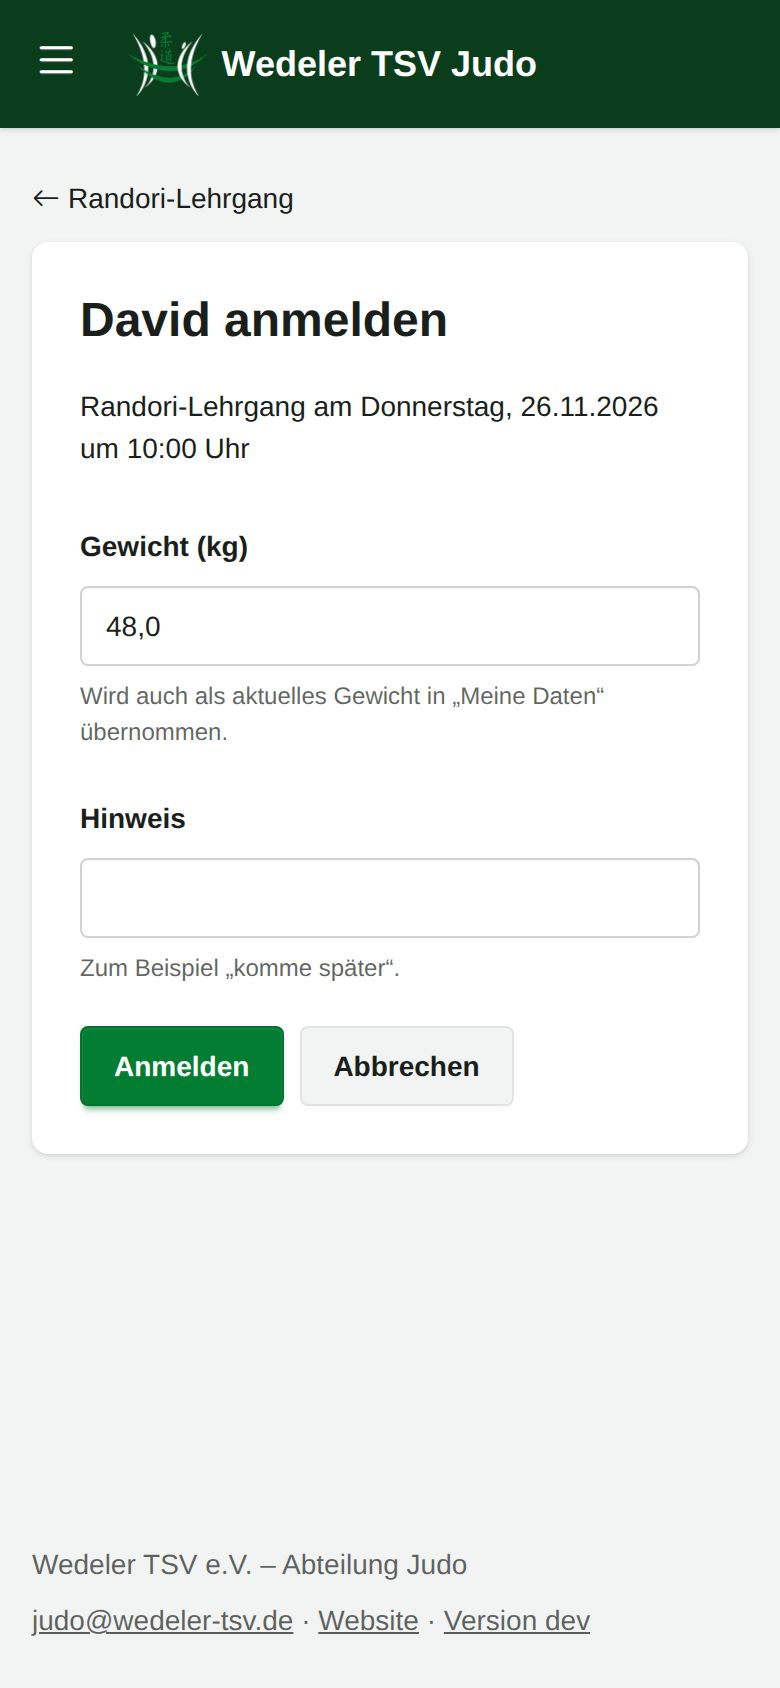 柔道
Wedeler TSV Judo
← Randori-Lehrgang
David anmelden
Randori-Lehrgang am Donnerstag, 26.11.2026
um 10:00 Uhr
Gewicht (kg)
48,0
Wird auch als aktuelles Gewicht in „Meine Daten“
übernommen.
Hinweis
Zum Beispiel „komme später“.
Anmelden Abbrechen
Wedeler TSV e.V. – Abteilung Judo
judo@wedeler-tsv.de · Website · Version dev